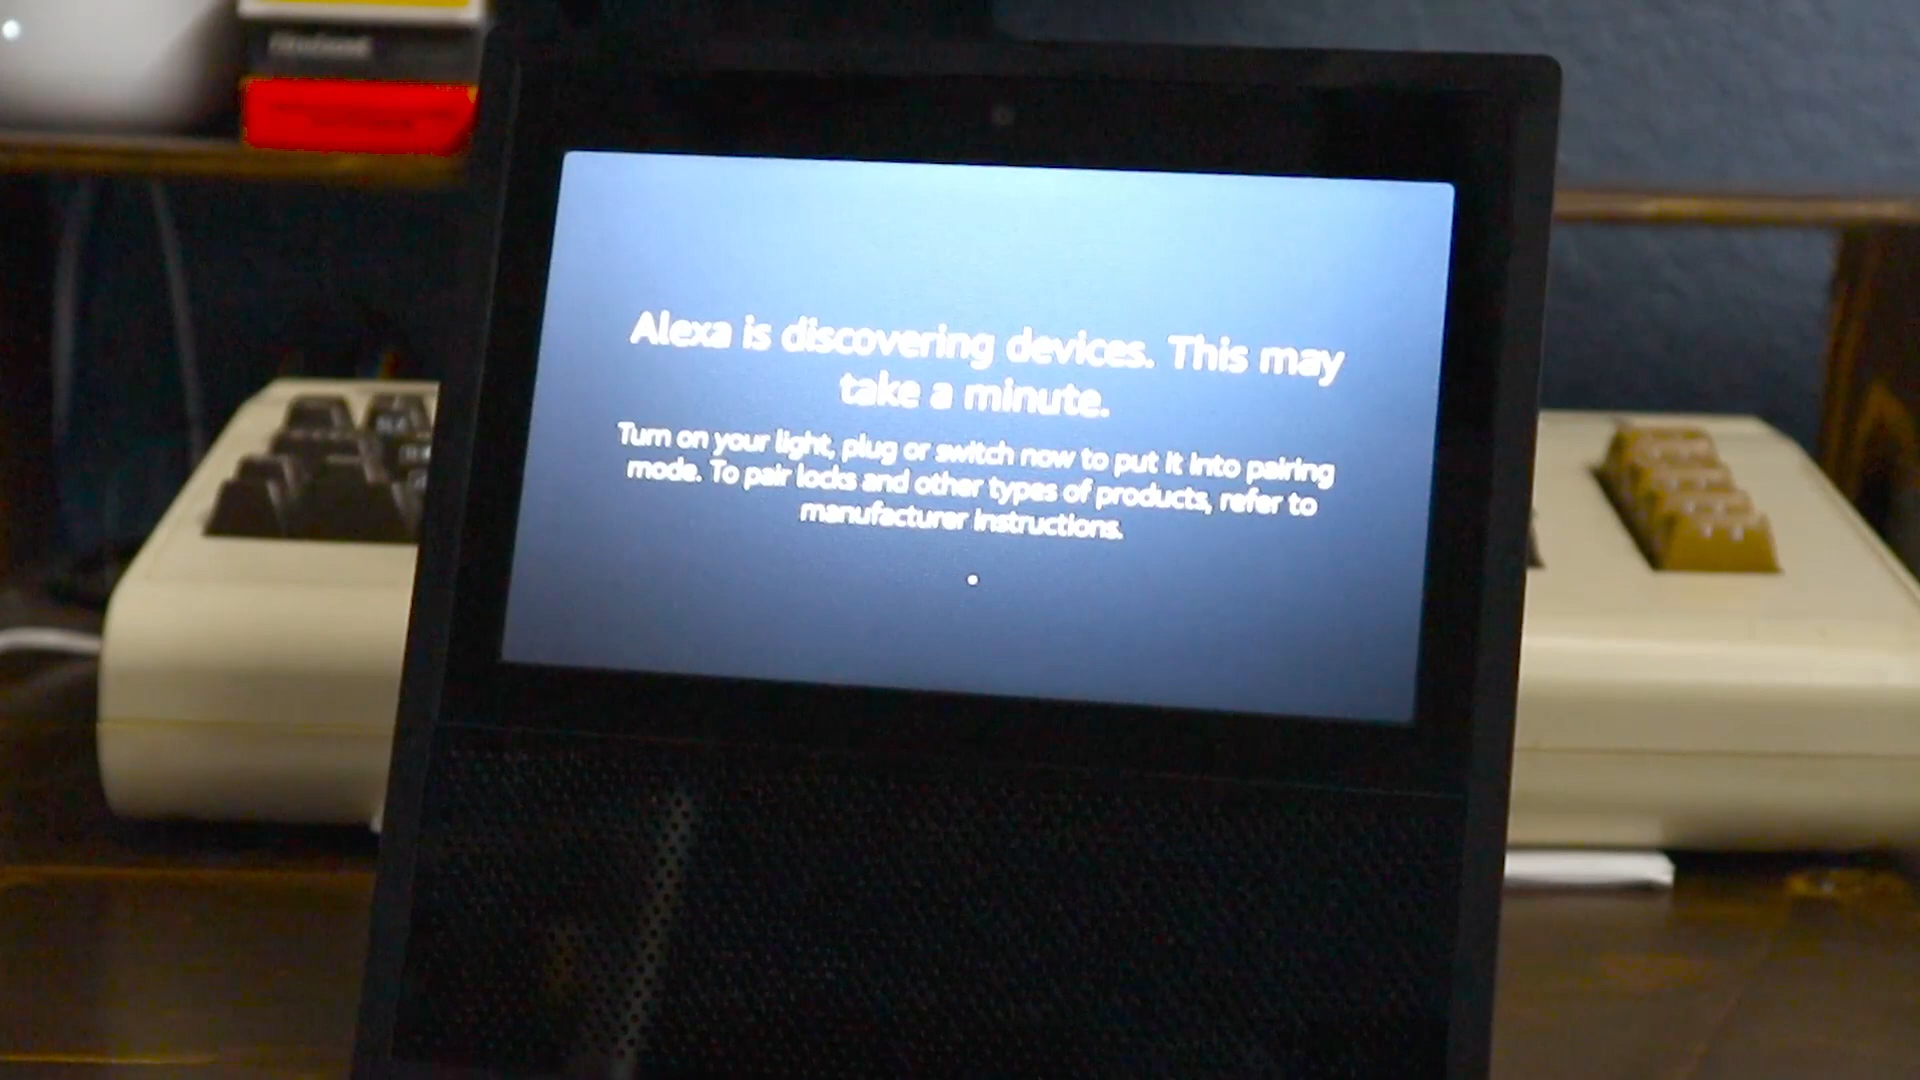 Alexa is discovering devices. This may
take a minute.
Turn on your light, plug or switch now to put it into pairing
mode. To pair locks and other types of products, refer to
manufacturer instructions.